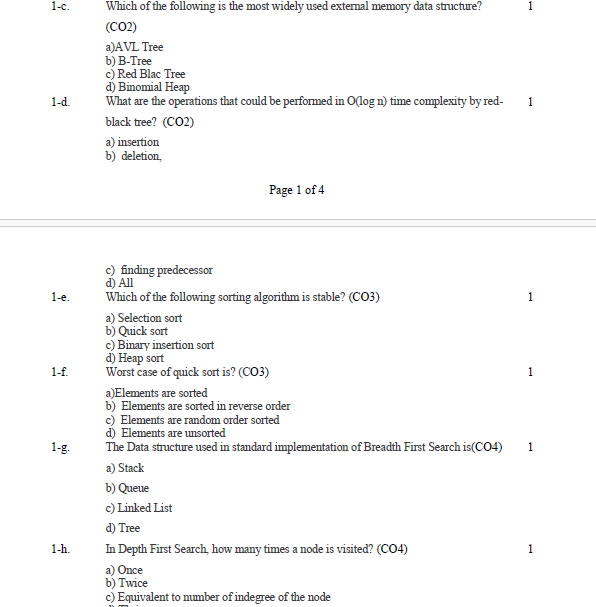 1-c. Which of the following is the most widely used external memory data structure? 1
(CO2)
a)AVL Tree
b) B-Tree
c) Red Blac Tree
d) Binomial Heap
1-d. What are the operations that could be performed in O(log n) time complexity by red- 1
black tree? (CO2)
a) insertion
b) deletion,
Page 1 of 4
c) finding predecessor
d) All
1-e. Which of the following sorting algorithm is stable? (CO3) 1
a) Selection sort
b) Quick sort
c) Binary insertion sort
d) Heap sort
1-f. Worst case of quick sort is? (CO3) 1
a)Elements are sorted
b) Elements are sorted in reverse order
c) Elements are random order sorted
d) Elements are unsorted
1-g. The Data structure used in standard implementation of Breadth First Search is(CO4) 1
a) Stack
b) Queue
c) Linked List
d) Tree
1-h. In Depth First Search, how many times a node is visited? (CO4) 1
a) Once
b) Twice
c) Equivalent to number of indegree of the node